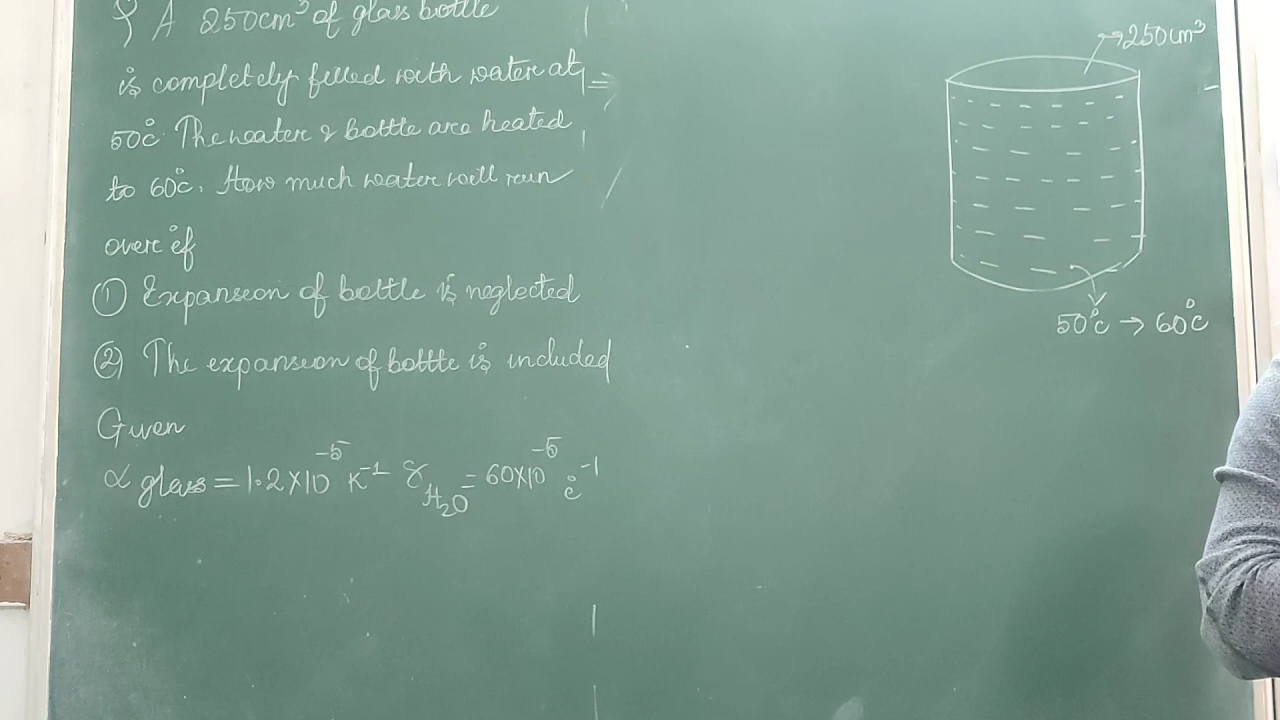 Q A 250cm³ of glass bottle
is completely filled with water at
50°c. The water & bottle are heated
to 60°c. How much water will run
over if
① Expansion of bottle is neglected
② The expansion of bottle is included
Given
α glass = 1.2×10⁻⁵ K⁻¹ γH₂O = 60×10⁻⁵ °c⁻¹
⇒
→250cm³
50°c → 60°c